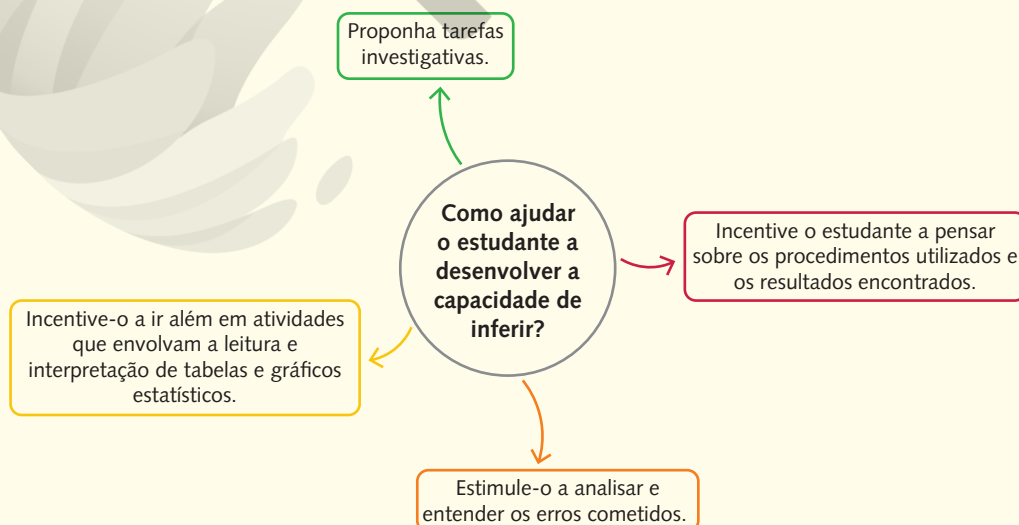 Proponha tarefas
investigativas.
Como ajudar
o estudante a
desenvolver a
capacidade de
inferir?
Incentive o estudante a pensar
sobre os procedimentos utilizados e
os resultados encontrados.
Incentive-o a ir além em atividades
que envolvam a leitura e
interpretação de tabelas e gráficos
estatísticos.
Estimule-o a analisar e
entender os erros cometidos.